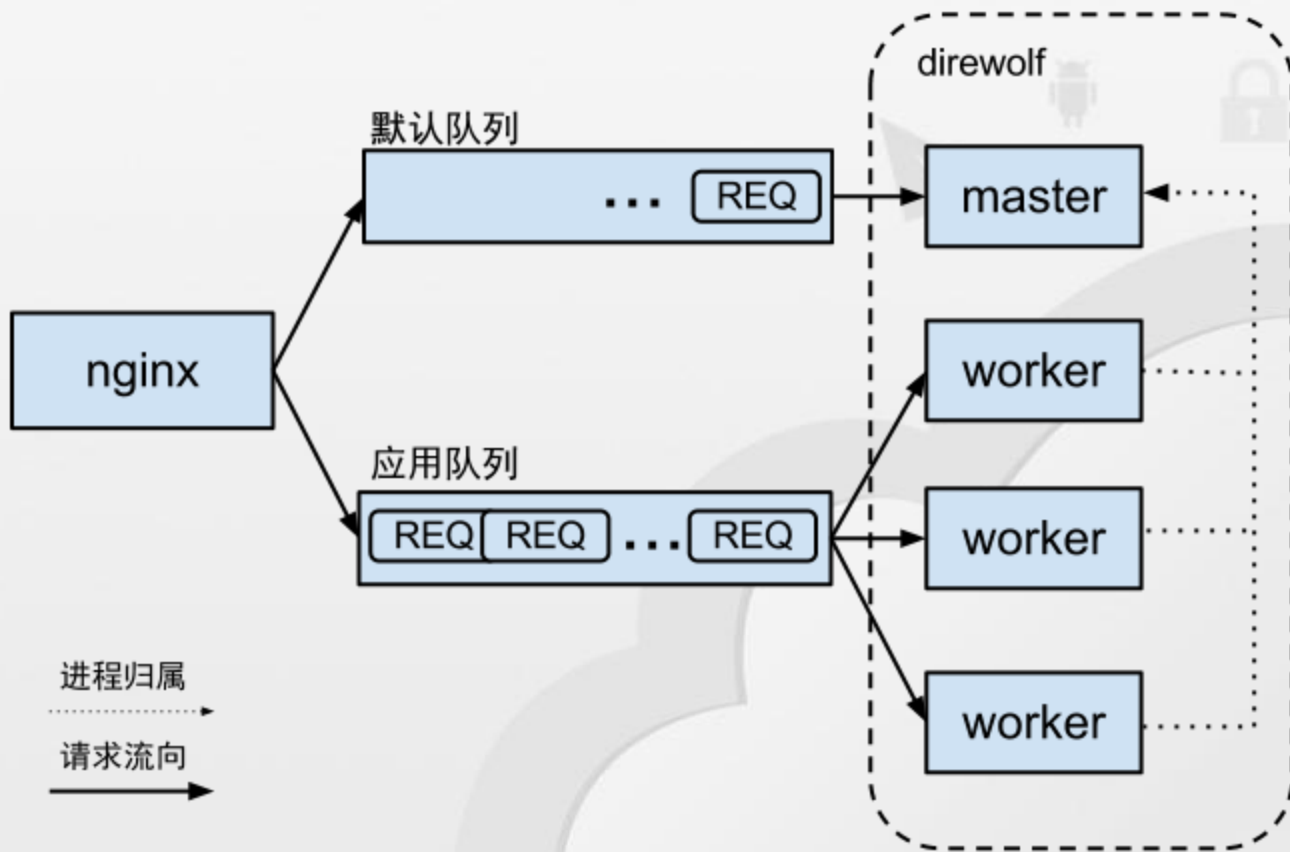 direwolf
默认队列
... REQ
master
nginx
worker
应用队列
REQ REQ ... REQ
worker
进程归属
worker
请求流向